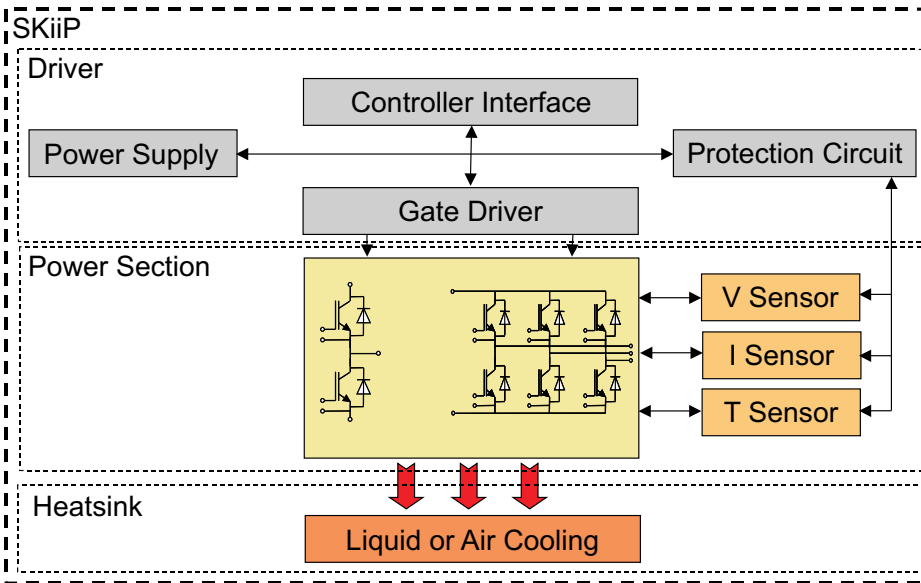 SKiiP
Driver
Controller Interface
Power Supply
Protection Circuit
Gate Driver
Power Section
V Sensor
I Sensor
T Sensor
Heatsink
Liquid or Air Cooling